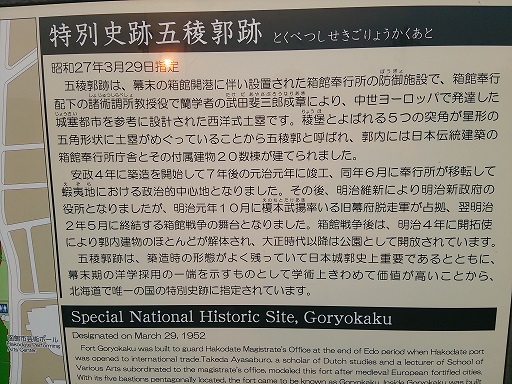 特別史跡五稜郭跡 とくべつしせきごりょうかくあと
昭和27年3月29日指定
五稜郭跡は、幕末の箱館開港に伴い設置された箱館奉行所の防御施設で、箱館奉行
配下の諸術調所教授役で蘭学者の武田斐三郎成章により、中世ヨーロッパで発達した
城塞都市を参考に設計された西洋式土塁です。稜堡とよばれる5つの突角が星形の
五角形状に土塁がめぐっていることから五稜郭と呼ばれ、郭内には日本伝統建築の
箱館奉行所庁舎とその付属建物20数棟が建てられました。
安政4年に築造を開始して7年後の元治元年に竣工、同年6月に奉行所が移転して
蝦夷地における政治的中心地となりました。その後、明治維新により明治新政府の
役所となりましたが、明治元年10月に榎本武揚率いる旧幕府脱走軍が占拠、翌明治
2年5月に終結する箱館戦争の舞台となりました。箱館戦争後は、明治4年に開拓使
により郭内建物のほとんどが解体され、大正時代以降は公園として開放されています。
五稜郭跡は、築造時の形態がよく残っていて日本城郭史上重要であるとともに、
幕末期の洋学採用の一端を示すものとして学術上きわめて価値が高いことから、
北海道で唯一の国の特別史跡に指定されています。
Special National Historic Site, Goryokaku
Designated on March 29, 1952
Fort Goryokaku was built to guard Hakodate Magistrate's Office at the end of Edo period when Hakodate port
was opened to international trade. Takeda Ayasaburo, a scholar of Dutch studies and a lecturer of School of
Various Arts subordinated to the magistrate's office, modeled this fort after medieval European fortified cities.
With its five bastions pentagonally located, the fort came to be known as Goryokaku.